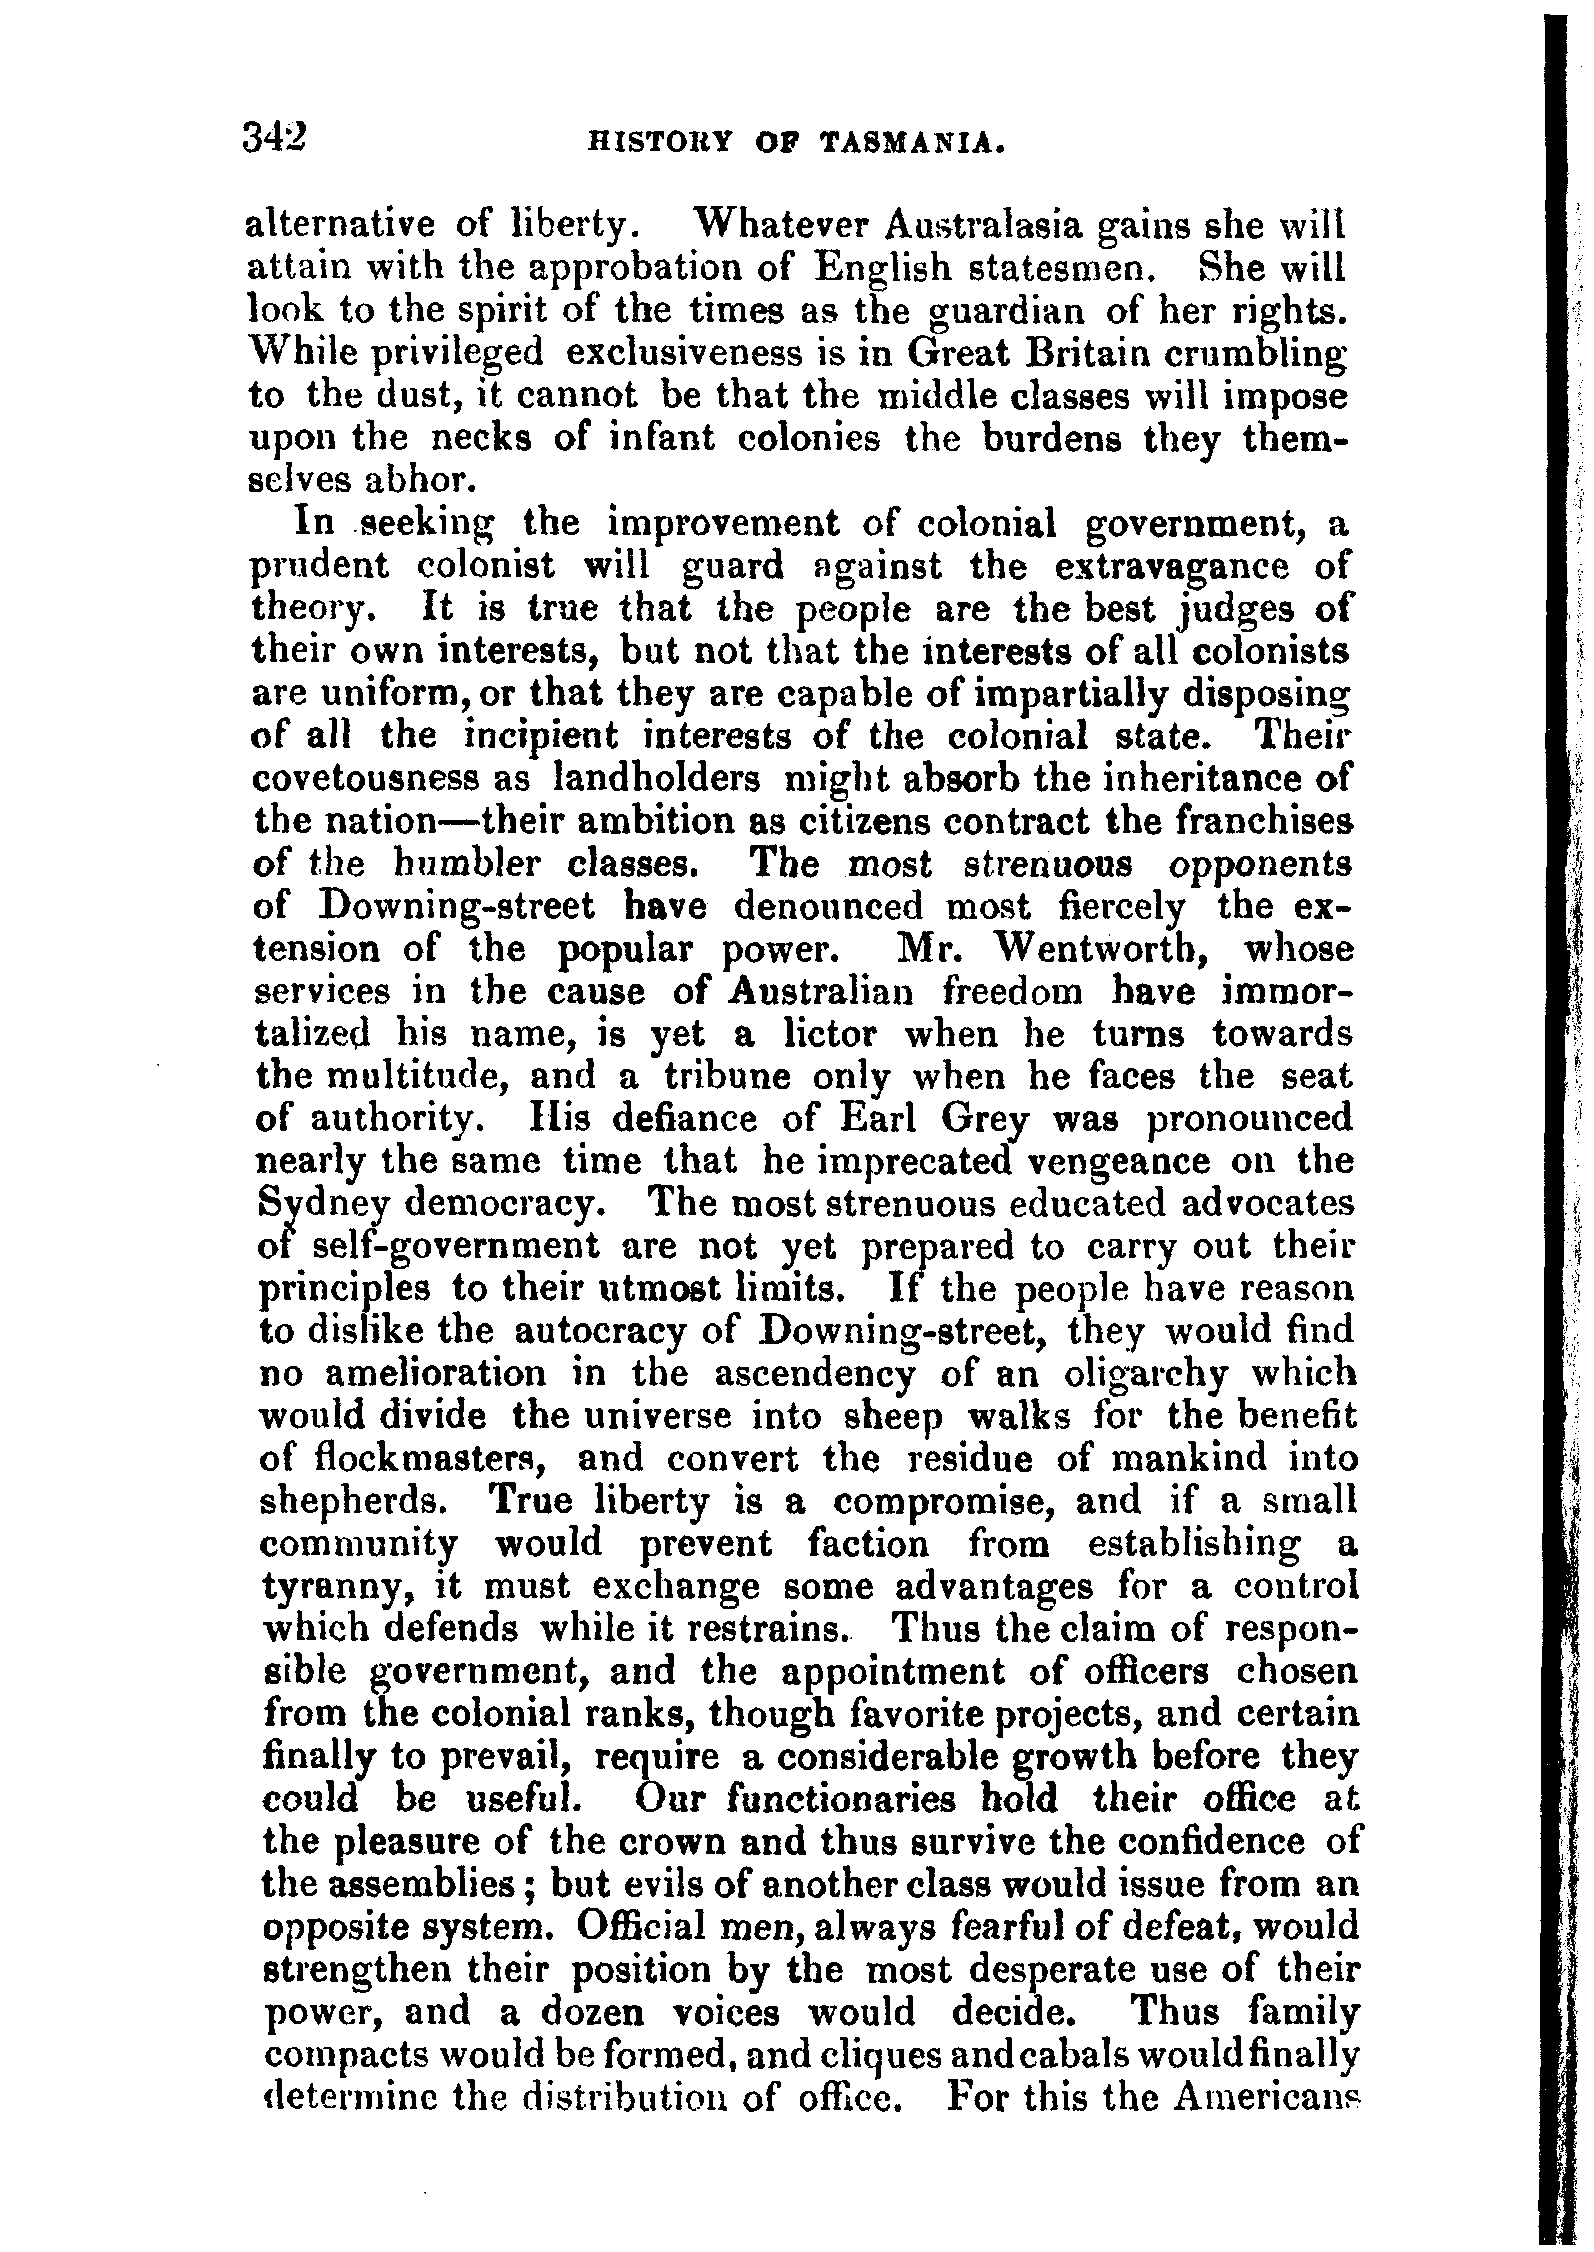 342 HISTORY OF TASMANIA.
alternative of liberty. Whatever Australasia gains she will
attain with the approbation of English statesmen. She will
look to the spirit of the times as the guardian of her rights.
While privileged exclusiveness is in Great Britain crumbling
to the dust, it cannot be that the middle classes will impose
upon the necks of infant colonies the burdens they them-
selves abhor.
In seeking the improvement of colonial government, a
prudent colonist will guard against the extravagance of
theory. It is true that the people are the best judges of
their own interests, but not that the interests of all colonists
are uniform, or that they are capable of impartially disposing
of all the incipient interests of the colonial state. Their
covetousness as landholders might absorb the inheritance of
the nation—their ambition as citizens contract the franchises
of the humbler classes. The most strenuous opponents
of Downing-street have denounced most fiercely the ex-
tension of the popular power. Mr. Wentworth, whose
services in the cause of Australian freedom have immor-
talized his name, is yet a lictor when he turns towards
the multitude, and a tribune only when he faces the seat
of authority. His defiance of Earl Grey was pronounced
nearly the same time that he imprecated vengeance on the
Sydney democracy. The most strenuous educated advocates
of self-government are not yet prepared to carry out their
principles to their utmost limits. If the people have reason
to dislike the autocracy of Downing-street, they would find
no amelioration in the ascendency of an oligarchy which
would divide the universe into sheep walks for the benefit
of flockmasters, and convert the residue of mankind into
shepherds. True liberty is a compromise, and if a small
community would prevent faction from establishing a
tyranny, it must exchange some advantages for a control
which defends while it restrains. Thus the claim of respon-
sible government, and the appointment of officers chosen
from the colonial ranks, though favorite projects, and certain
finally to prevail, require a considerable growth before they
could be useful. Our functionaries hold their office at
the pleasure of the crown and thus survive the confidence of
the assemblies; but evils of another class would issue from an
opposite system. Official men, always fearful of defeat, would
strengthen their position by the most desperate use of their
power, and a dozen voices would decide. Thus family
compacts would be formed, and cliques and cabals would finally
determine the distribution of office. For this the Americans